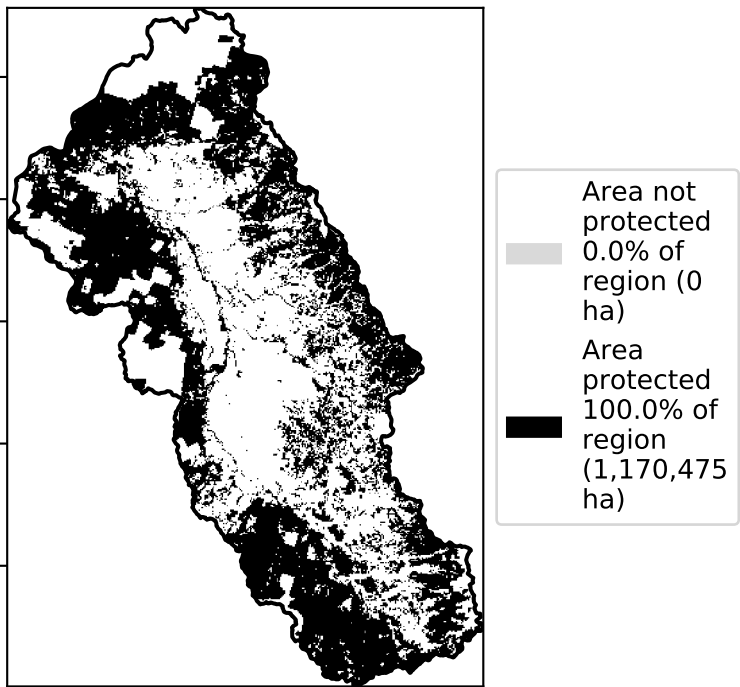 Area not
protected
0.0% of
region (0
ha)
Area
protected
100.0% of
region
(1,170,475
ha)